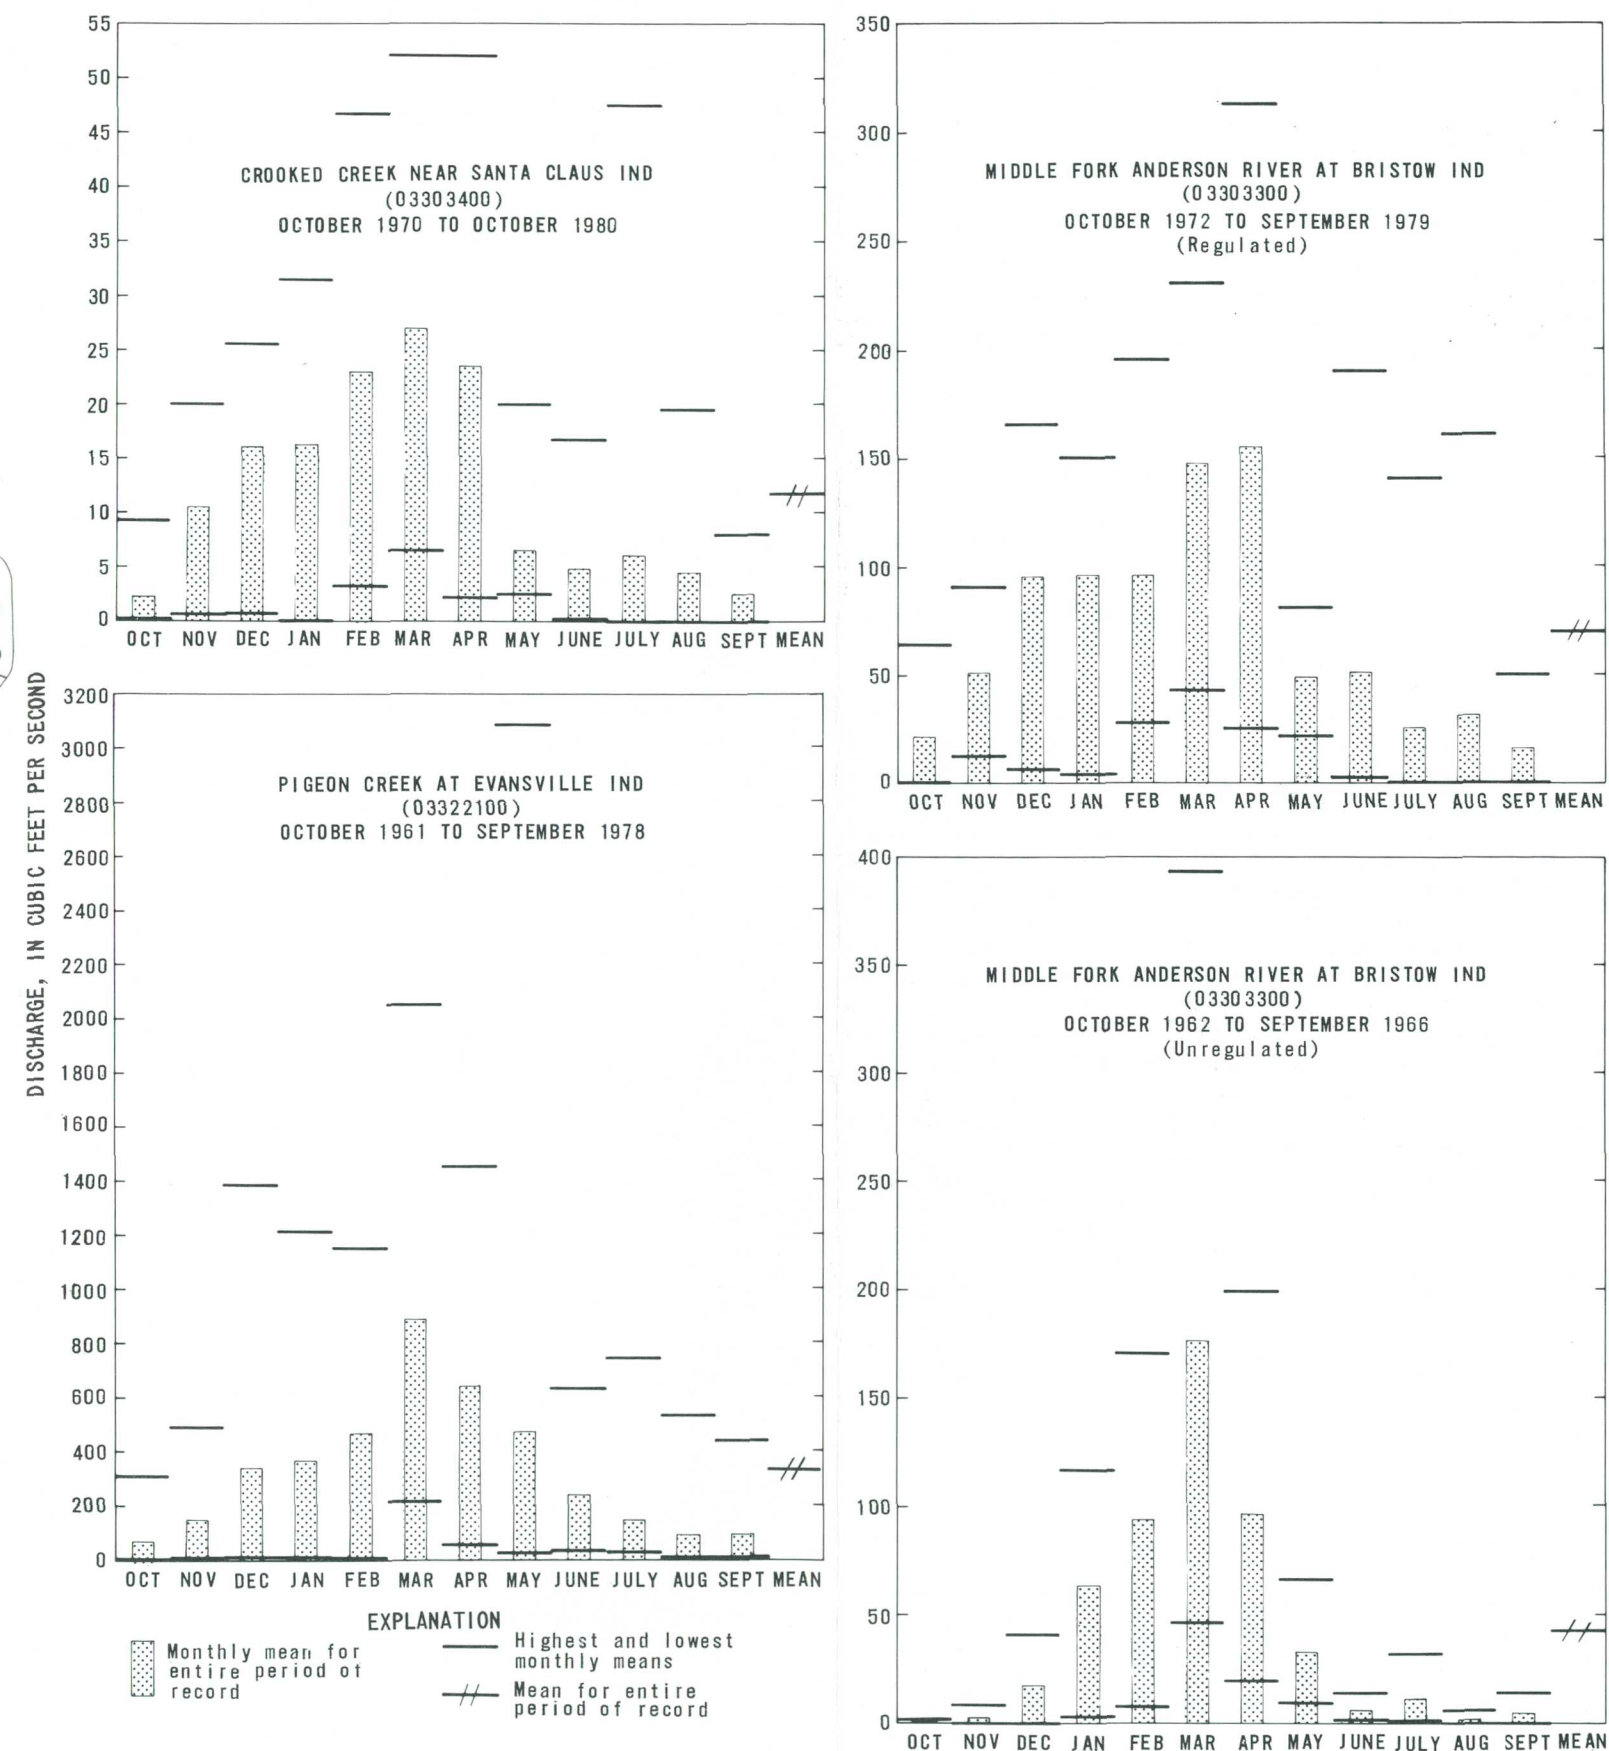 DISCHARGE, IN CUBIC FEET PER SECOND
55
50
45
40
35
30
25
20
15
10
5
0
CROOKED CREEK NEAR SANTA CLAUS IND
(03303400)
OCTOBER 1970 TO OCTOBER 1980
OCT NOV DEC JAN FEB MAR APR MAY JUNE JULY AUG SEPT MEAN
350
300
250
200
150
100
50
0
MIDDLE FORK ANDERSON RIVER AT BRISTOW IND
(03303300)
OCTOBER 1972 TO SEPTEMBER 1979
(Regulated)
OCT NOV DEC JAN FEB MAR APR MAY JUNE JULY AUG SEPT MEAN
3200
3000
2800
2600
2400
2200
2000
1800
1600
1400
1200
1000
800
600
400
200
0
PIGEON CREEK AT EVANSVILLE IND
(03322100)
OCTOBER 1961 TO SEPTEMBER 1978
OCT NOV DEC JAN FEB MAR APR MAY JUNE JULY AUG SEPT MEAN
400
350
300
250
200
150
100
50
0
MIDDLE FORK ANDERSON RIVER AT BRISTOW IND
(03303300)
OCTOBER 1962 TO SEPTEMBER 1966
(Unregulated)
OCT NOV DEC JAN FEB MAR APR MAY JUNE JULY AUG SEPT MEAN
EXPLANATION
Monthly mean for
entire period of
record
Highest and lowest
monthly means
Mean for entire
period of record